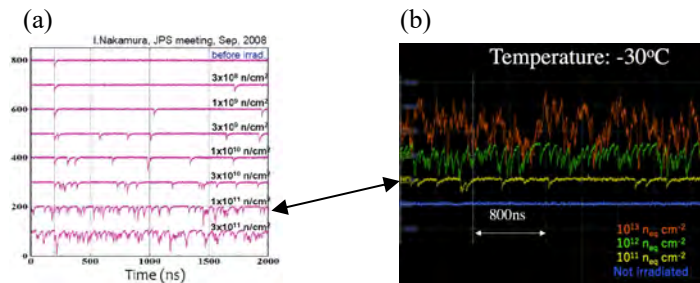 (a)
I.Nakamura, JPS meeting, Sep, 2008
before irrad.
800
3x10⁸ n/cm²
1x10⁹ n/cm²
600
3x10⁹ n/cm²
1x10¹⁰ n/cm²
400
3x10¹⁰ n/cm²
1x10¹¹ n/cm²
200
3x10¹¹ n/cm²
0
0 500 1000 1500 2000
Time (ns)
(b)
Temperature: -30°C
800ns
10¹³ n_eq cm⁻²
10¹² n_eq cm⁻²
10¹¹ n_eq cm⁻²
Not irradiated